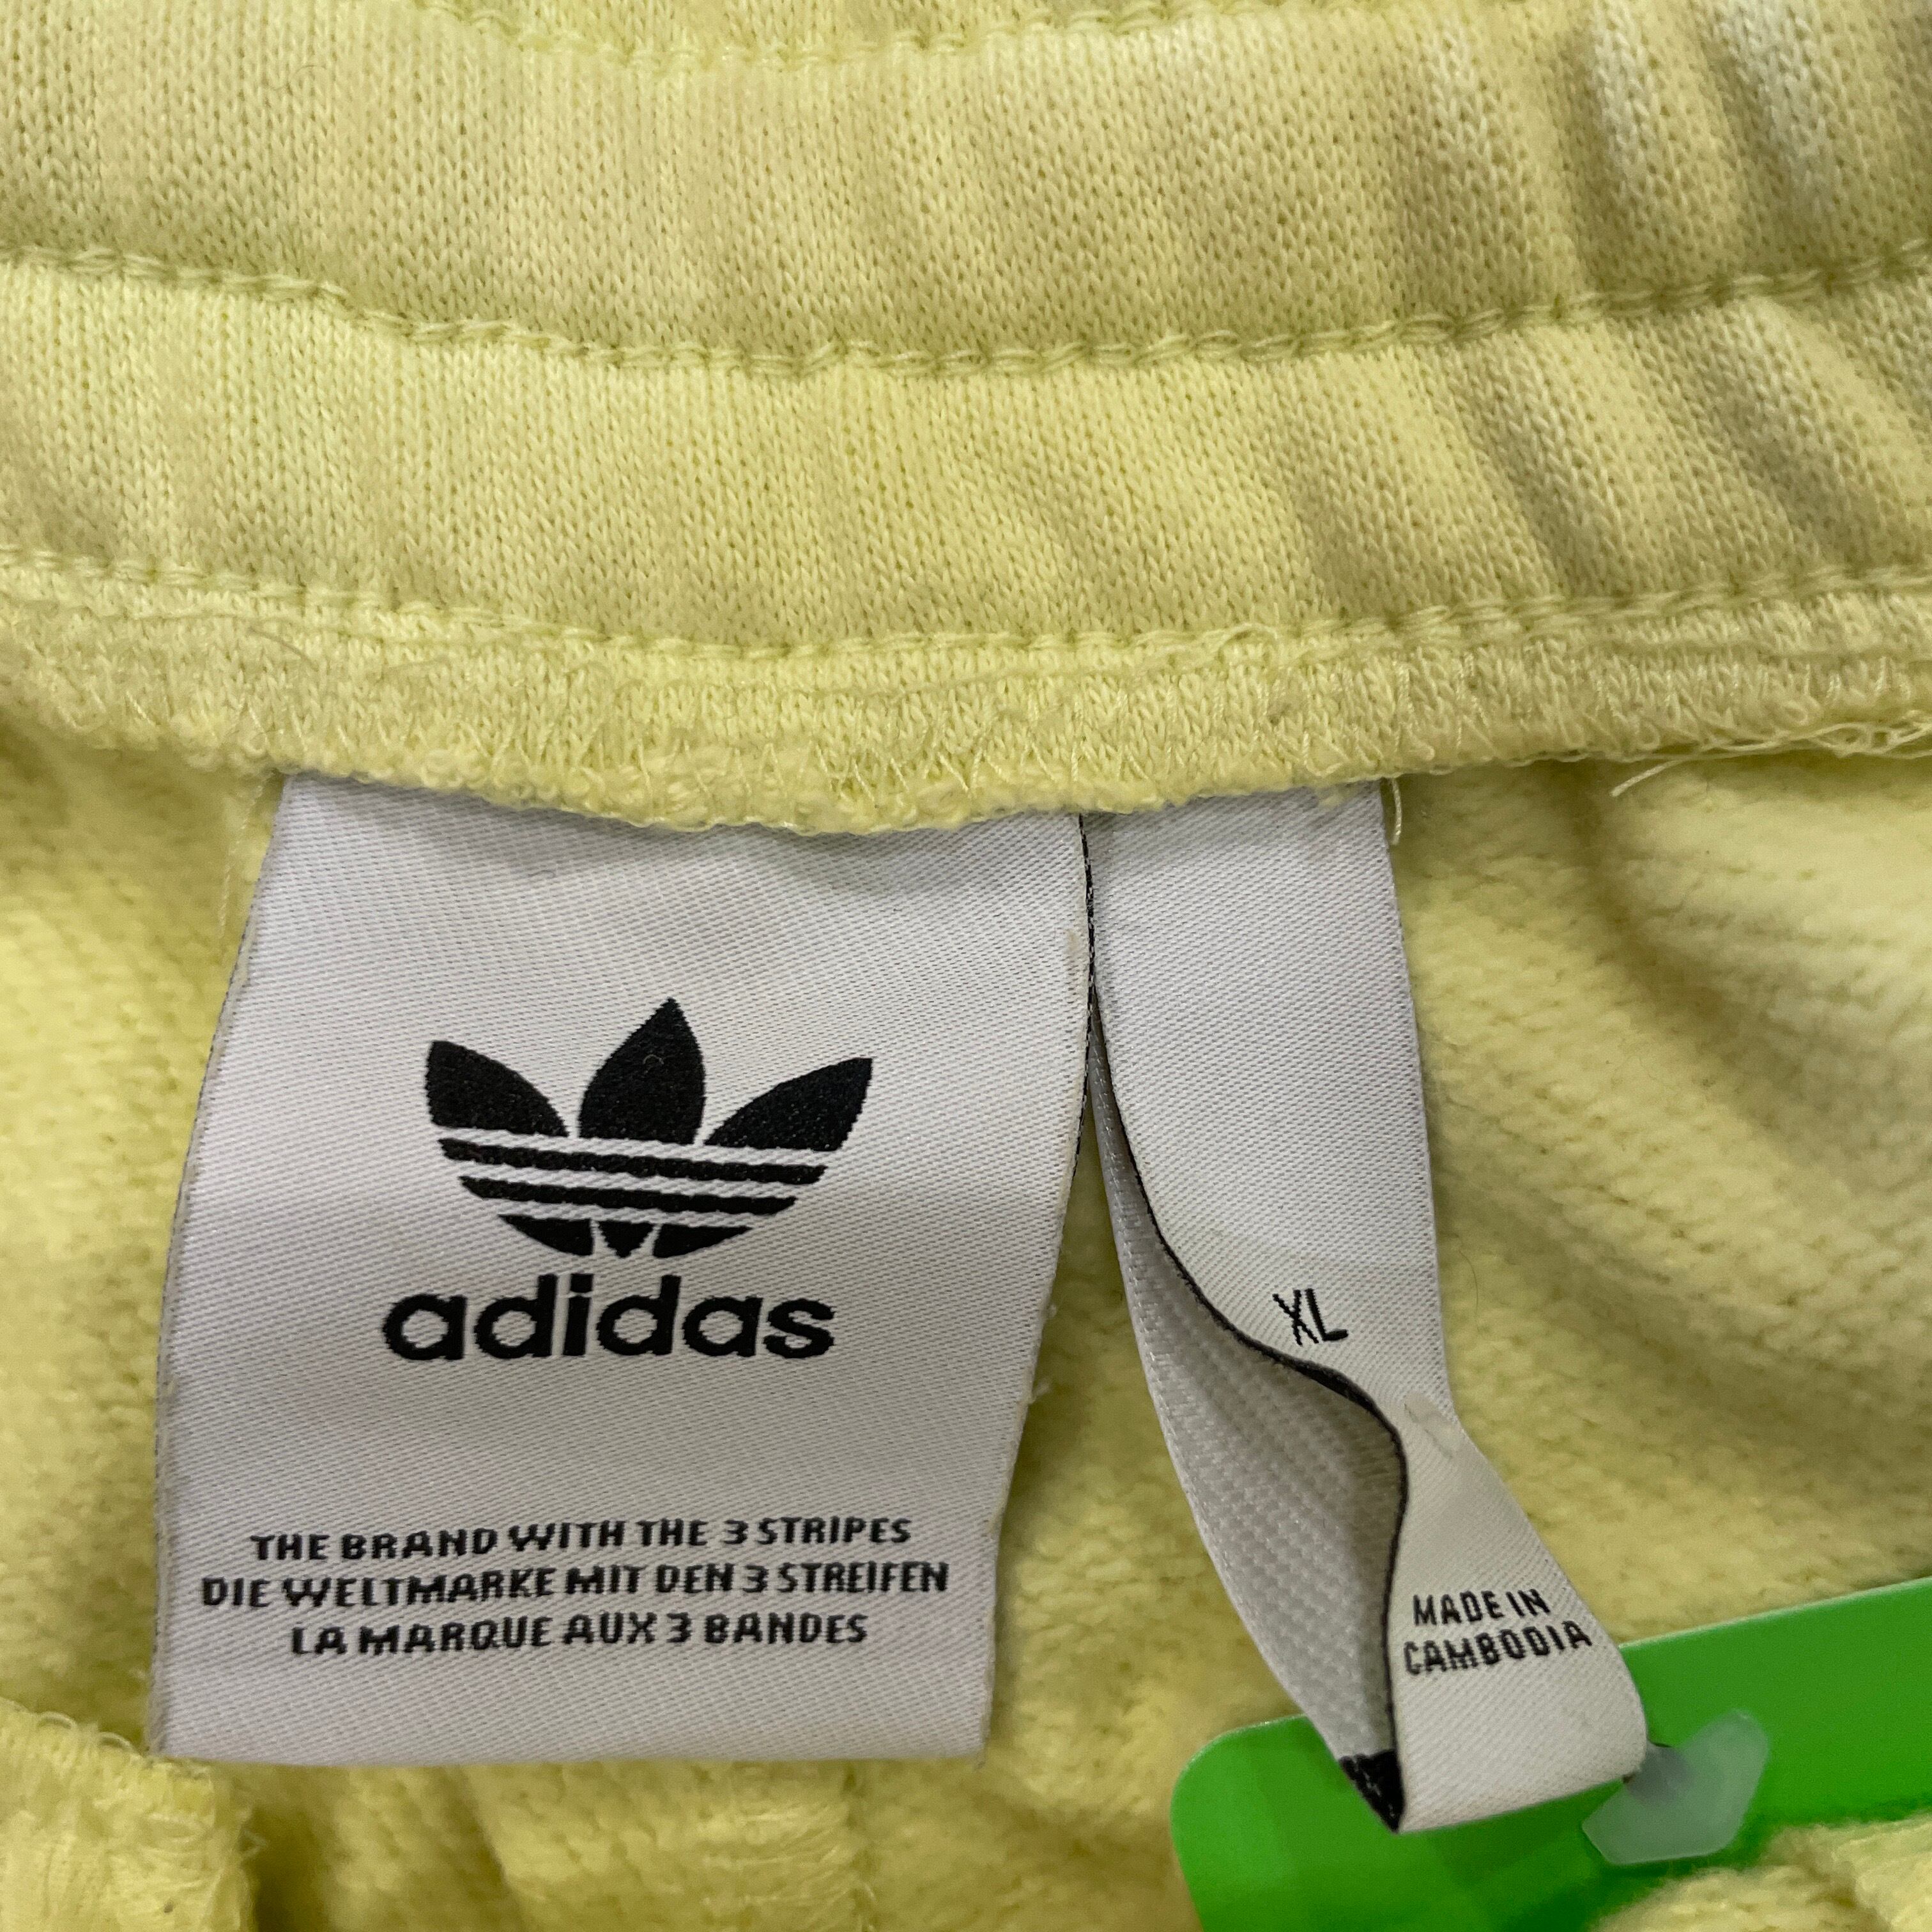 adidas
THE BRAND WITH THE 3 STRIPES
DIE WELTMARKE MIT DEN 3 STREIFEN
LA MARQUE AUX 3 BANDES
XL
MADE IN
CAMBODIA